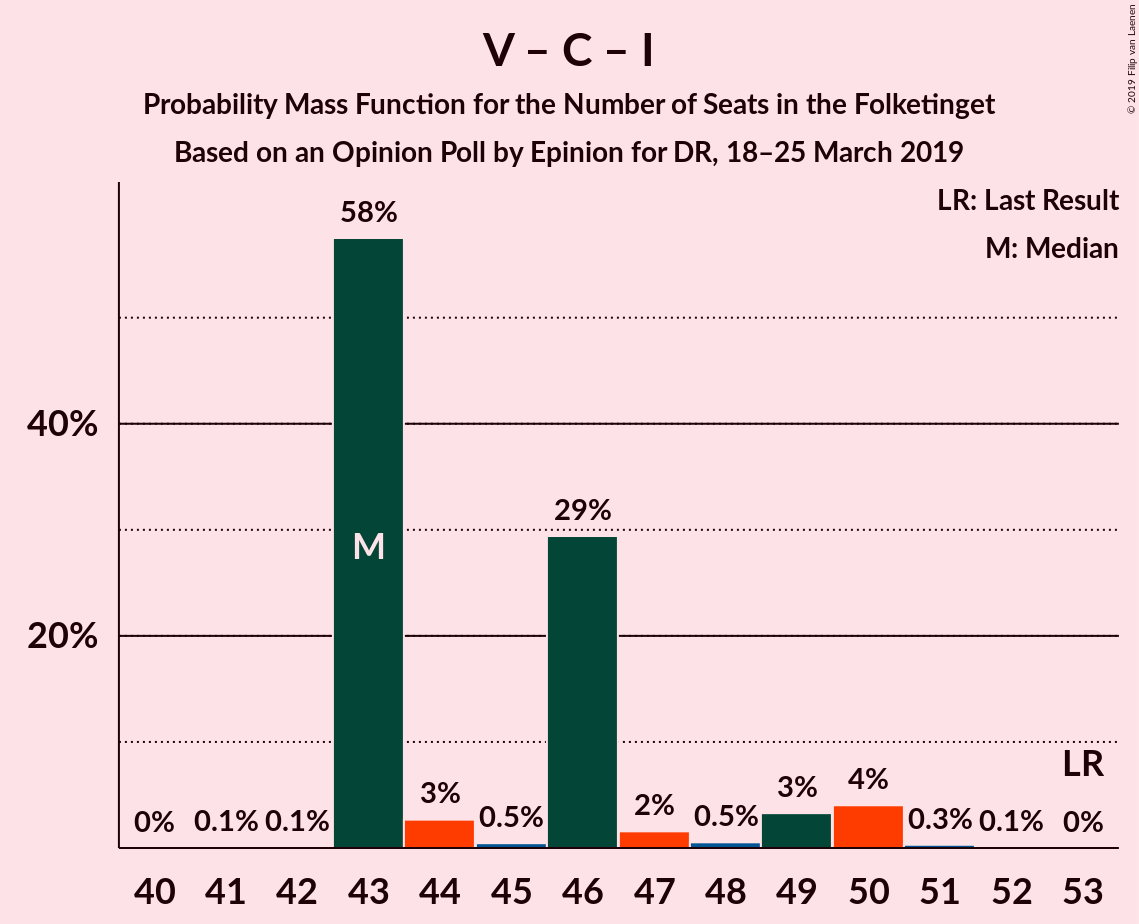 V – C – I
Probability Mass Function for the Number of Seats in the Folketinget
Based on an Opinion Poll by Epinion for DR, 18–25 March 2019
© 2019 Filip van Laenen
LR: Last Result
M: Median
58%
40%
29%
M
20%
LR
0% 0.1% 0.1% 3% 0.5% 2% 0.5% 3% 4% 0.3% 0.1% 0%
40 41 42 43 44 45 46 47 48 49 50 51 52 53